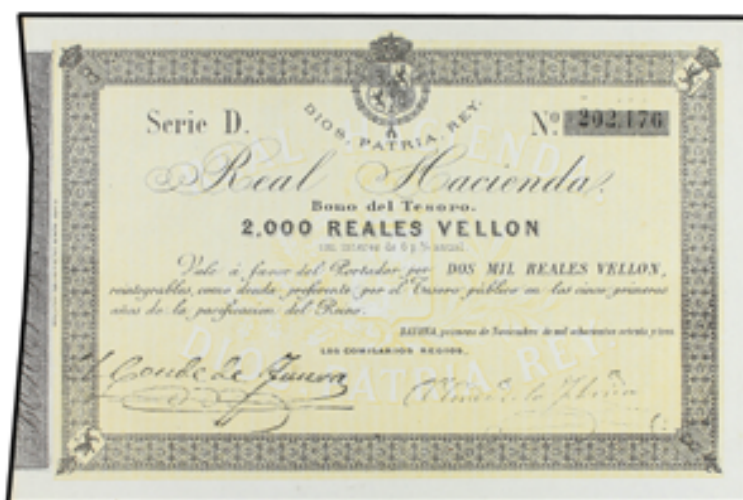 DIOS, PATRIA, REY.
Serie D. Nº 202,176
Real Hacienda.
Bono del Tesoro.
2,000 REALES VELLON
con interes de 6 p.% anual.
Vale á favor del Portador por DOS MIL REALES VELLON,
reintegrables, como deuda preferente por el Tesoro público en los cinco primeros
años de la pacificacion del Reino.
BAYONA, primero de Noviembre de mil ochocientos setenta y tres.
LOS COMISARIOS REGIOS,
Conde de
REAL HACIENDA
DIOS PATRIA REY